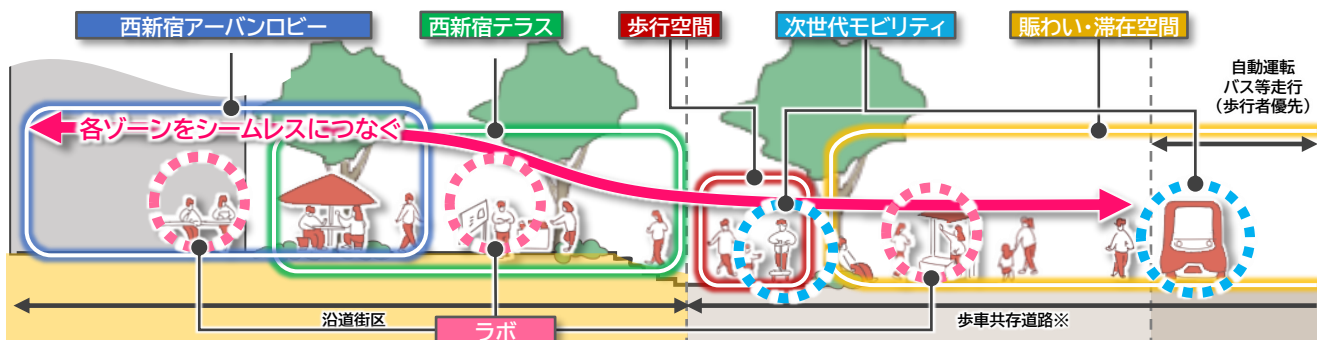 西新宿アーバンロビー
西新宿テラス
歩行空間
次世代モビリティ
賑わい・滞在空間
自動運転
バス等走行
(歩行者優先)
各ゾーンをシームレスにつなぐ
沿道街区
ラボ
歩車共存道路※